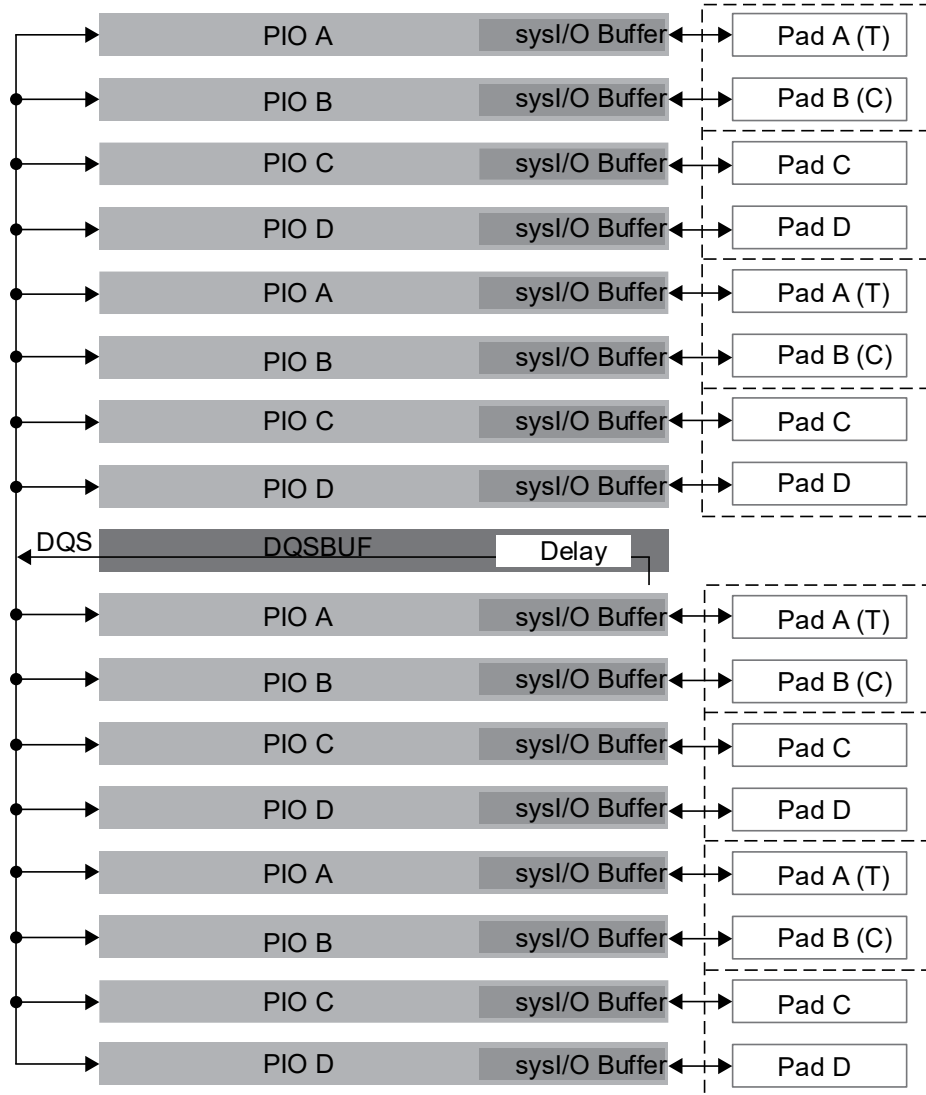 PIO A sysI/O Buffer Pad A (T)
PIO B sysI/O Buffer Pad B (C)
PIO C sysI/O Buffer Pad C
PIO D sysI/O Buffer Pad D
PIO A sysI/O Buffer Pad A (T)
PIO B sysI/O Buffer Pad B (C)
PIO C sysI/O Buffer Pad C
PIO D sysI/O Buffer Pad D
DQS DQSBUF Delay
PIO A sysI/O Buffer Pad A (T)
PIO B sysI/O Buffer Pad B (C)
PIO C sysI/O Buffer Pad C
PIO D sysI/O Buffer Pad D
PIO A sysI/O Buffer Pad A (T)
PIO B sysI/O Buffer Pad B (C)
PIO C sysI/O Buffer Pad C
PIO D sysI/O Buffer Pad D